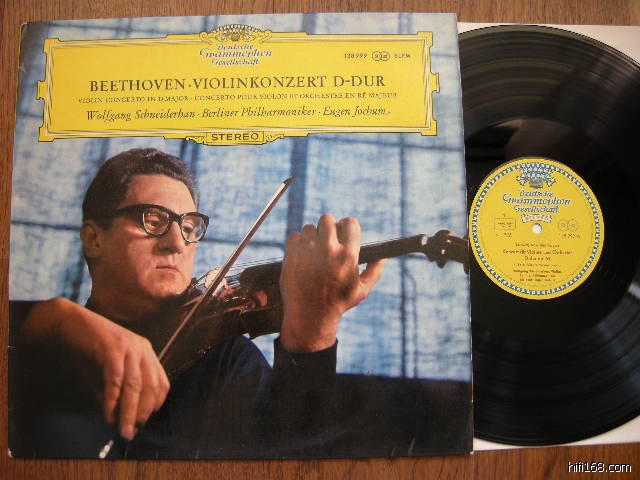 Deutsche
Grammophon
Gesellschaft
138 999 SLPM
BEETHOVEN · VIOLINKONZERT D-DUR
VIOLIN CONCERTO IN D MAJOR · CONCERTO POUR VIOLON ET ORCHESTRE EN RÉ MAJEUR
Wolfgang Schneiderhan · Berliner Philharmoniker · Eugen Jochum
STEREO
Deutsche
Grammophon
Gesellschaft
hifi168.com